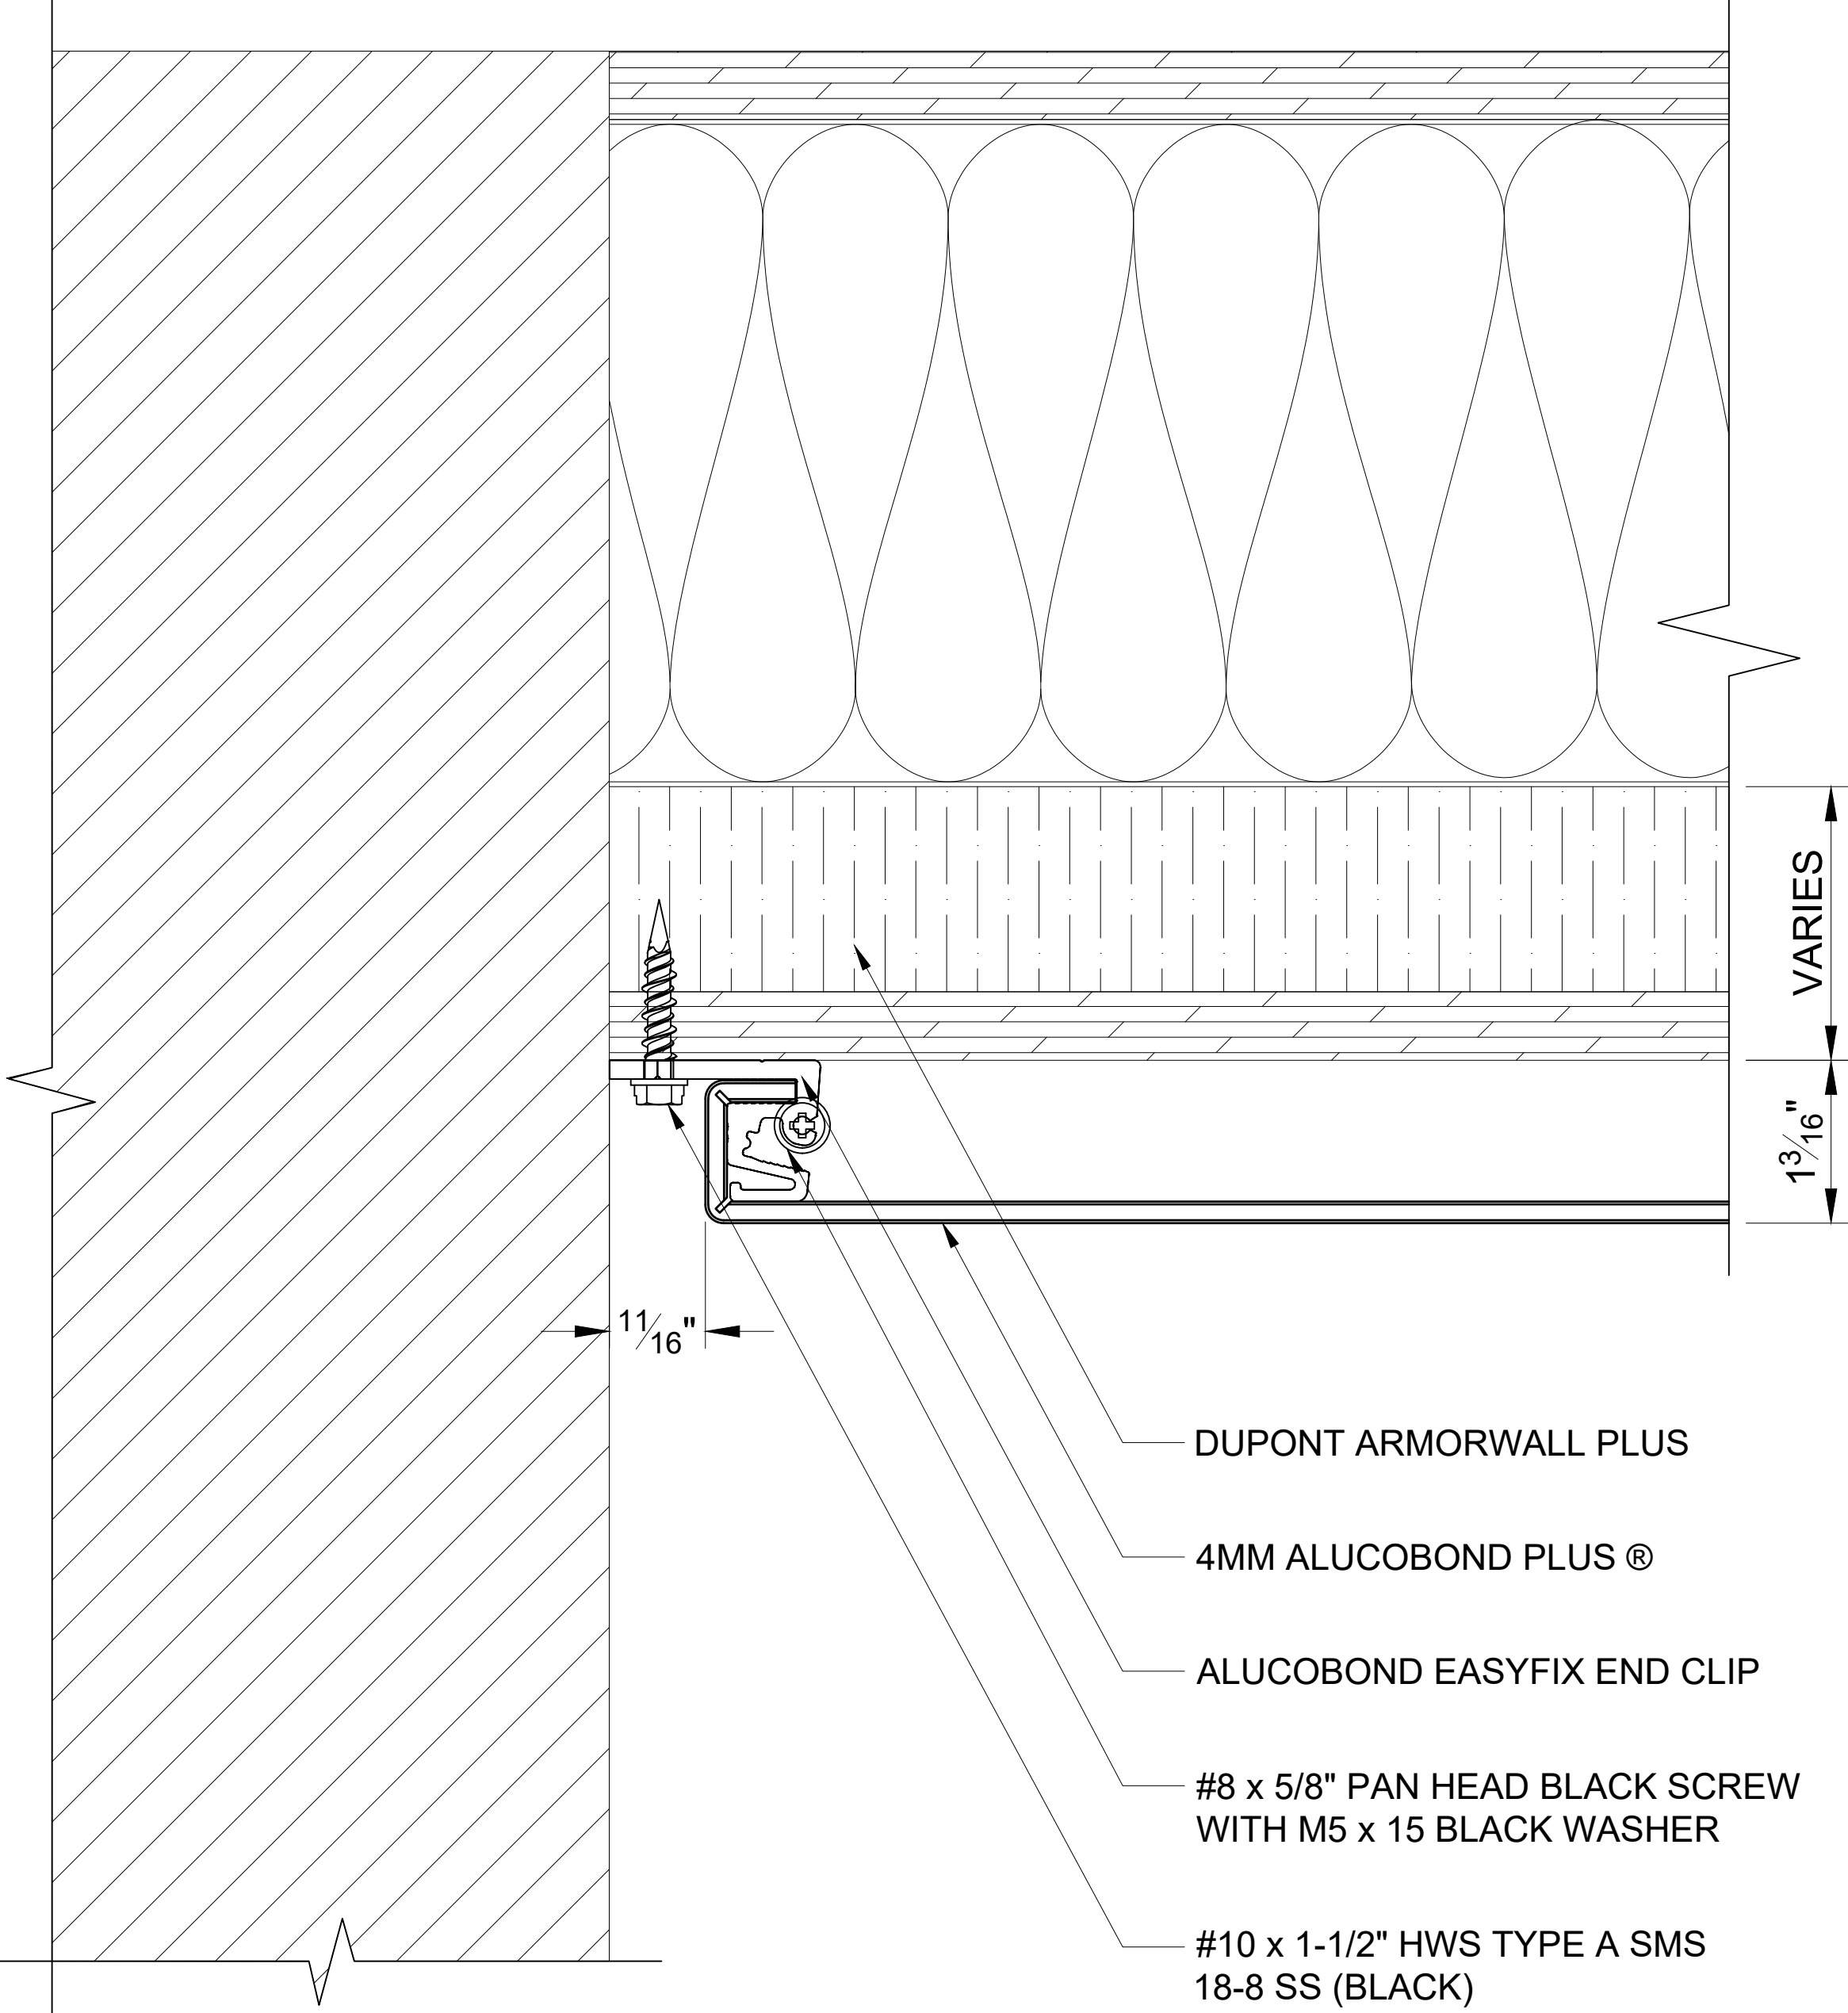 VARIES
1 3/16"
11/16"
DUPONT ARMORWALL PLUS
4MM ALUCOBOND PLUS ®
ALUCOBOND EASYFIX END CLIP
#8 x 5/8" PAN HEAD BLACK SCREW
WITH M5 x 15 BLACK WASHER
#10 x 1-1/2" HWS TYPE A SMS
18-8 SS (BLACK)